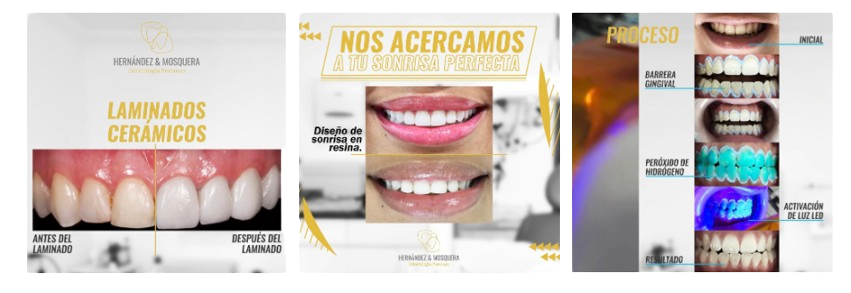 HERNÁNDEZ & MOSQUERA
LAMINADOS
CERÁMICOS
ANTES DEL
LAMINADO
DESPUÉS DEL
LAMINADO
NOS ACERCAMOS
A TU SONRISA PERFECTA
Diseño de
sonrisa en
resina.
HERNÁNDEZ & MOSQUERA
PROCESO
INICIAL
BARRERA
GINGIVAL
PERÓXIDO DE
HIDRÓGENO
ACTIVACIÓN
DE LUZ LED
RESULTADO